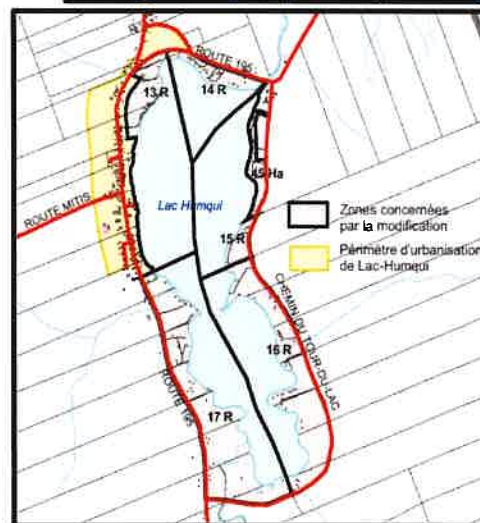 ROUTE 195
13 R
14 R
45 Ha
Lac Humqui
ROUTE MITIS
15 R
Zones concernées
par la modification
Périmètre d'urbanisation
de Lac-Humqui
CHEMIN DU TOUR-DU-LAC
16 R
17 R
ROUTE 195